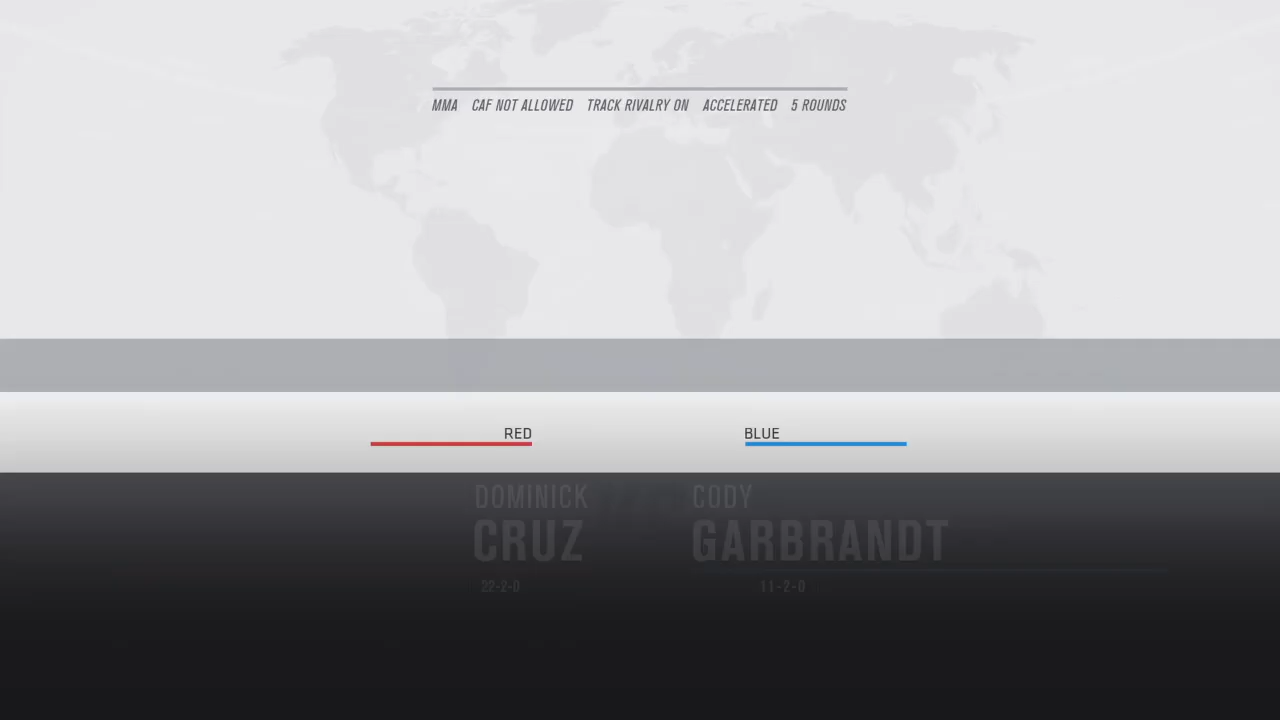 MMA CAF NOT ALLOWED TRACK RIVALRY ON ACCELERATED 5 ROUNDS
RED BLUE
DOMINICK CODY
CRUZ GARBRANDT
22-2-0 11-2-0